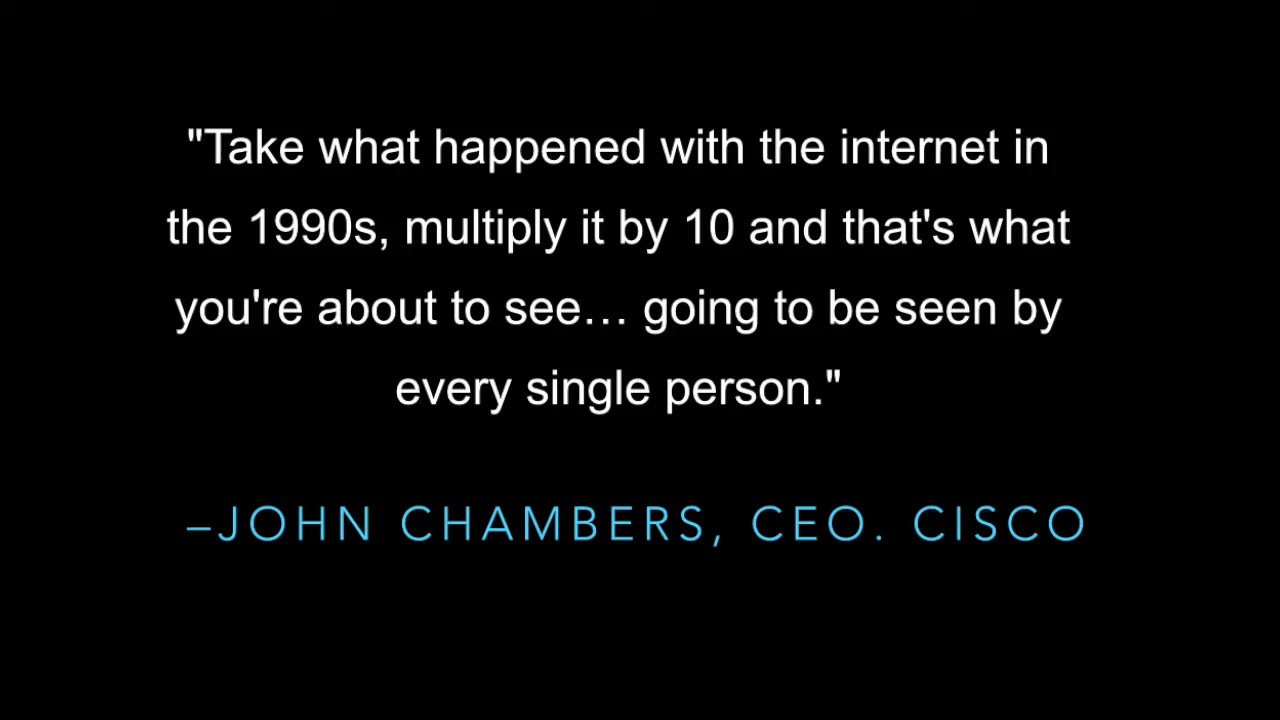 "Take what happened with the internet in
the 1990s, multiply it by 10 and that's what
you're about to see… going to be seen by
every single person."
–JOHN CHAMBERS, CEO. CISCO